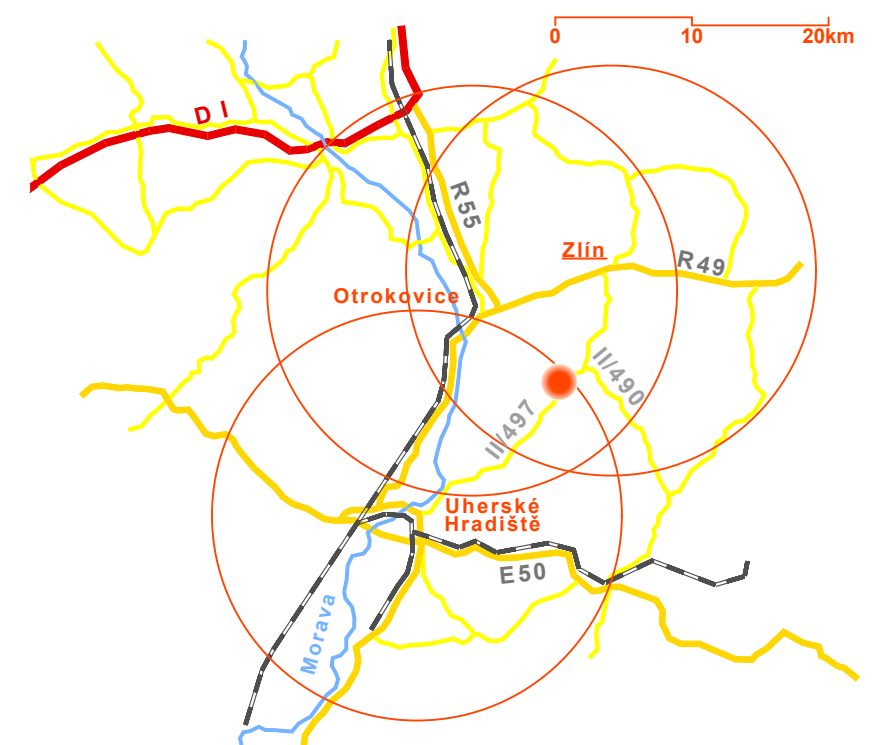 0 10 20km
D I
R55
Zlín
R49
Otrokovice
II/490
II/497
Uherské
Hradiště
E50
Morava